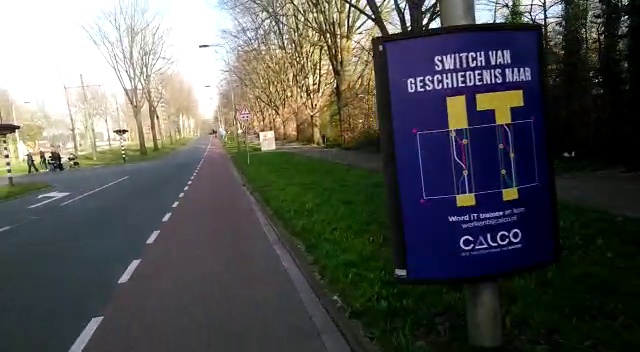 SWITCH VAN
GESCHIEDENIS NAAR
IT
Word IT trainee en kom
werkenbijcalco.nl
CALCO